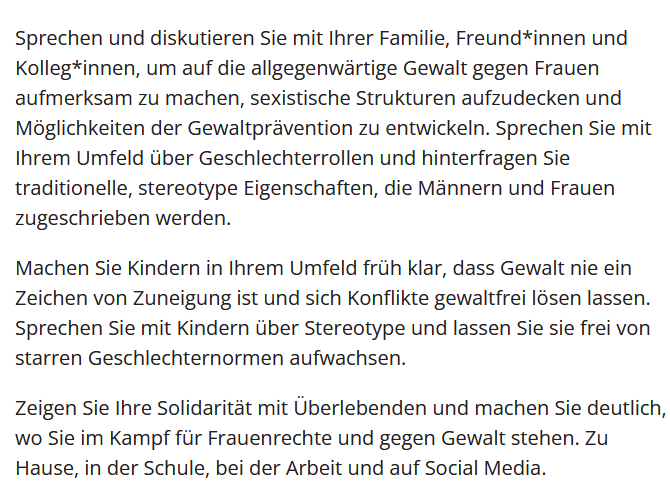 Sprechen und diskutieren Sie mit Ihrer Familie, Freund*innen und
Kolleg*innen, um auf die allgegenwärtige Gewalt gegen Frauen
aufmerksam zu machen, sexistische Strukturen aufzudecken und
Möglichkeiten der Gewaltprävention zu entwickeln. Sprechen Sie mit
Ihrem Umfeld über Geschlechterrollen und hinterfragen Sie
traditionelle, stereotype Eigenschaften, die Männern und Frauen
zugeschrieben werden.
Machen Sie Kindern in Ihrem Umfeld früh klar, dass Gewalt nie ein
Zeichen von Zuneigung ist und sich Konflikte gewaltfrei lösen lassen.
Sprechen Sie mit Kindern über Stereotype und lassen Sie sie frei von
starren Geschlechternormen aufwachsen.
Zeigen Sie Ihre Solidarität mit Überlebenden und machen Sie deutlich,
wo Sie im Kampf für Frauenrechte und gegen Gewalt stehen. Zu
Hause, in der Schule, bei der Arbeit und auf Social Media.